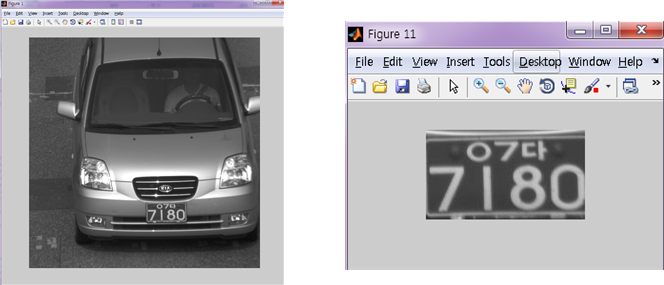 Figure 1
File Edit View Insert Tools Desktop Window Help
KIA
07다
7180
Figure 11
File Edit View Insert Tools Desktop Window Help
07다
7180